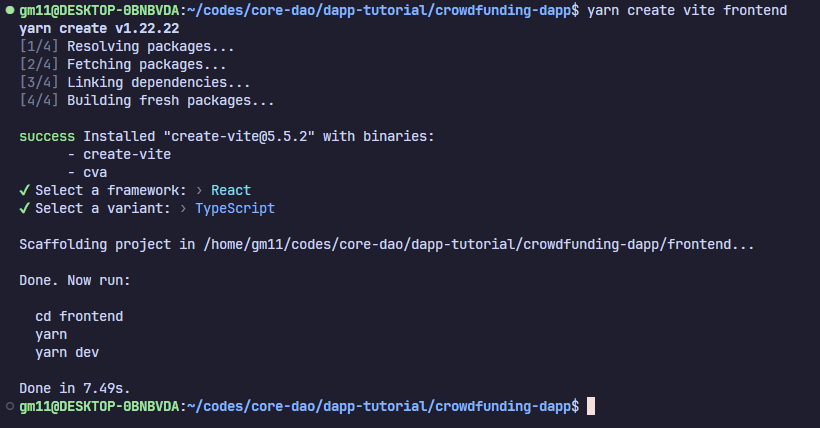 gm11@DESKTOP-0BNBVDA:~/codes/core-dao/dapp-tutorial/crowdfunding-dapp$ yarn create vite frontend
yarn create v1.22.22
[1/4] Resolving packages...
[2/4] Fetching packages...
[3/4] Linking dependencies...
[4/4] Building fresh packages...
success Installed "create-vite@5.5.2" with binaries:
- create-vite
- cva
✓ Select a framework: › React
✓ Select a variant: › TypeScript
Scaffolding project in /home/gm11/codes/core-dao/dapp-tutorial/crowdfunding-dapp/frontend...
Done. Now run:
cd frontend
yarn
yarn dev
Done in 7.49s.
gm11@DESKTOP-0BNBVDA:~/codes/core-dao/dapp-tutorial/crowdfunding-dapp$